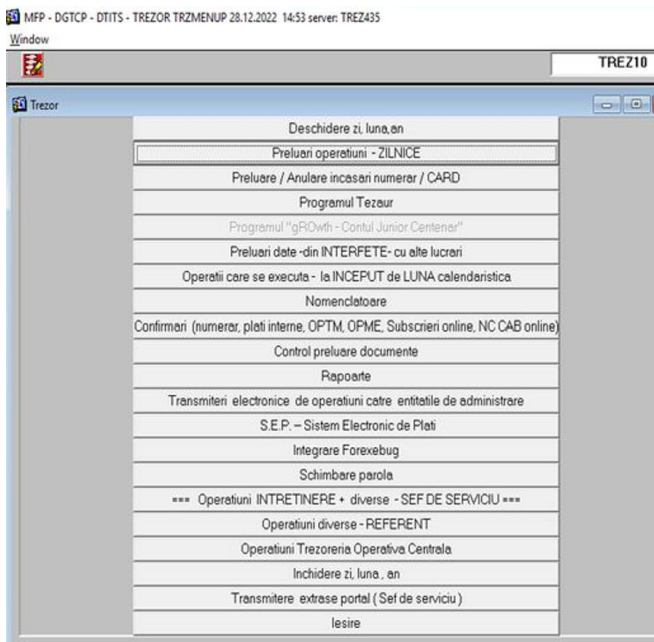 MFP - DGTCP - DTITS - TREZOR TRZMENUP 28.12.2022 14:53 server: TREZ435
Window
TREZ10
Trezor
Deschidere zi, luna,an
Preluari operatiuni - ZILNICE
Preluare / Anulare incasari numerar / CARD
Programul Tezaur
Programul "gROwth - Contul Junior Centenar"
Preluari date -din INTERFETE- cu alte lucrari
Operatii care se executa - la INCEPUT de LUNA calendaristica
Nomenclatoare
Confirmari (numerar, plati interne, OPTM, OPME, Subscrieri online, NC CAB online)
Control preluare documente
Rapoarte
Transmiteri electronice de operatiuni catre entitatile de administrare
S.E.P. – Sistem Electronic de Plati
Integrare Forexebug
Schimbare parola
=== Operatiuni INTRETINERE + diverse - SEF DE SERVICIU ===
Operatiuni diverse - REFERENT
Operatiuni Trezoreria Operativa Centrala
Inchidere zi, luna , an
Transmitere extrase portal ( Sef de serviciu )
Iesire